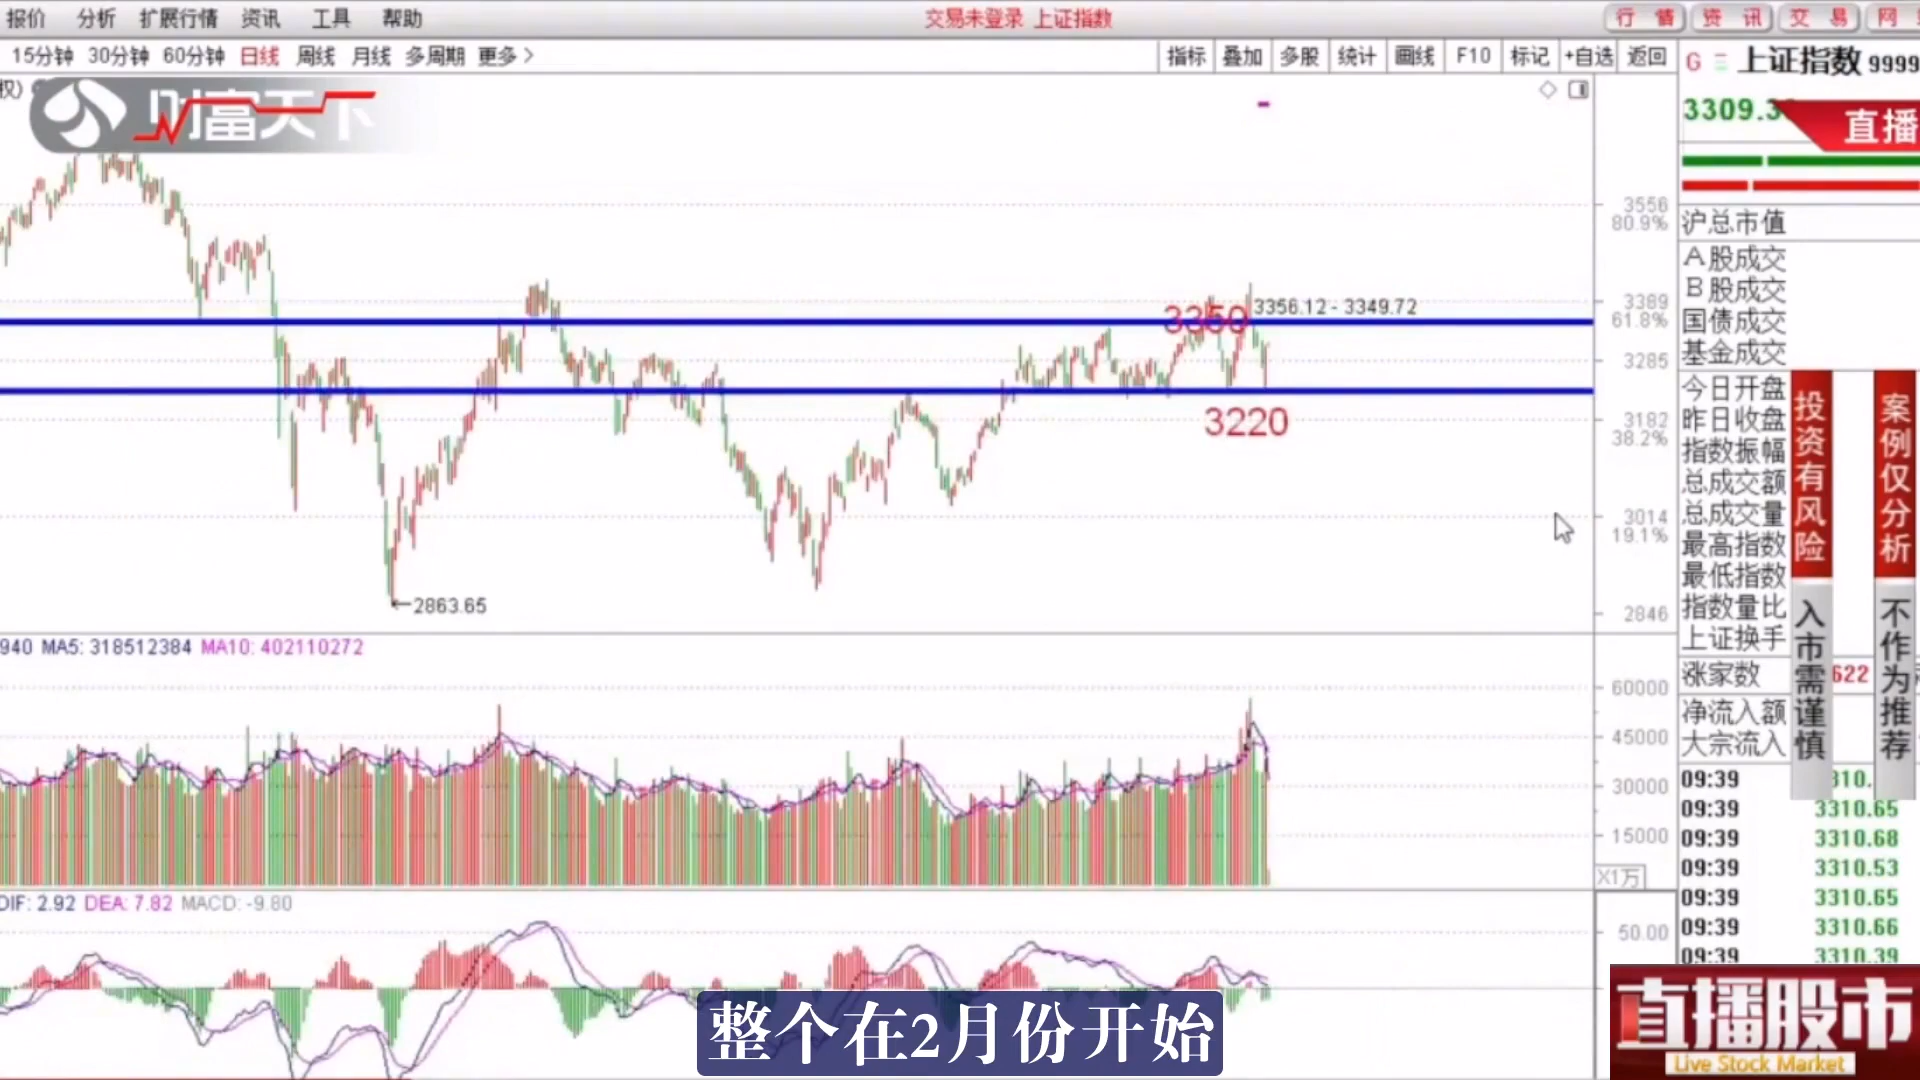 报价 分析 扩展行情 资讯 工具 帮助 交易未登录 上证指数 行情 资讯 交易 网
15分钟 30分钟 60分钟 日线 周线 月线 多周期 更多 > 指标 叠加 多股 统计 画线 F10 标记 +自选 返回
G 上证指数 9999
权)
财富天下
3309.3
直播
3556
80.9%
沪总市值
A股成交
B股成交
国债成交
基金成交
3350
3356.12 - 3349.72
3389
61.8%
3285
3220
3182
38.2%
3014
19.1%
2863.65
2846
今日开盘
昨日收盘
指数振幅
总成交额
总成交量
最高指数
最低指数
指数量比
上证换手
涨家数 622
净流入额
大宗流入
投资有风险
入市需谨慎
案例仅分析
不作为推荐
940 MA5: 318512384 MA10: 402110272
60000
45000
30000
15000
X1万
09:39 310.
09:39 3310.65
09:39 3310.68
09:39 3310.53
09:39 3310.65
09:39 3310.66
09:39 3310.39
DIF: 2.92 DEA: 7.82 MACD: -9.80
50.00
整个在2月份开始
直播股市
Live Stock Market